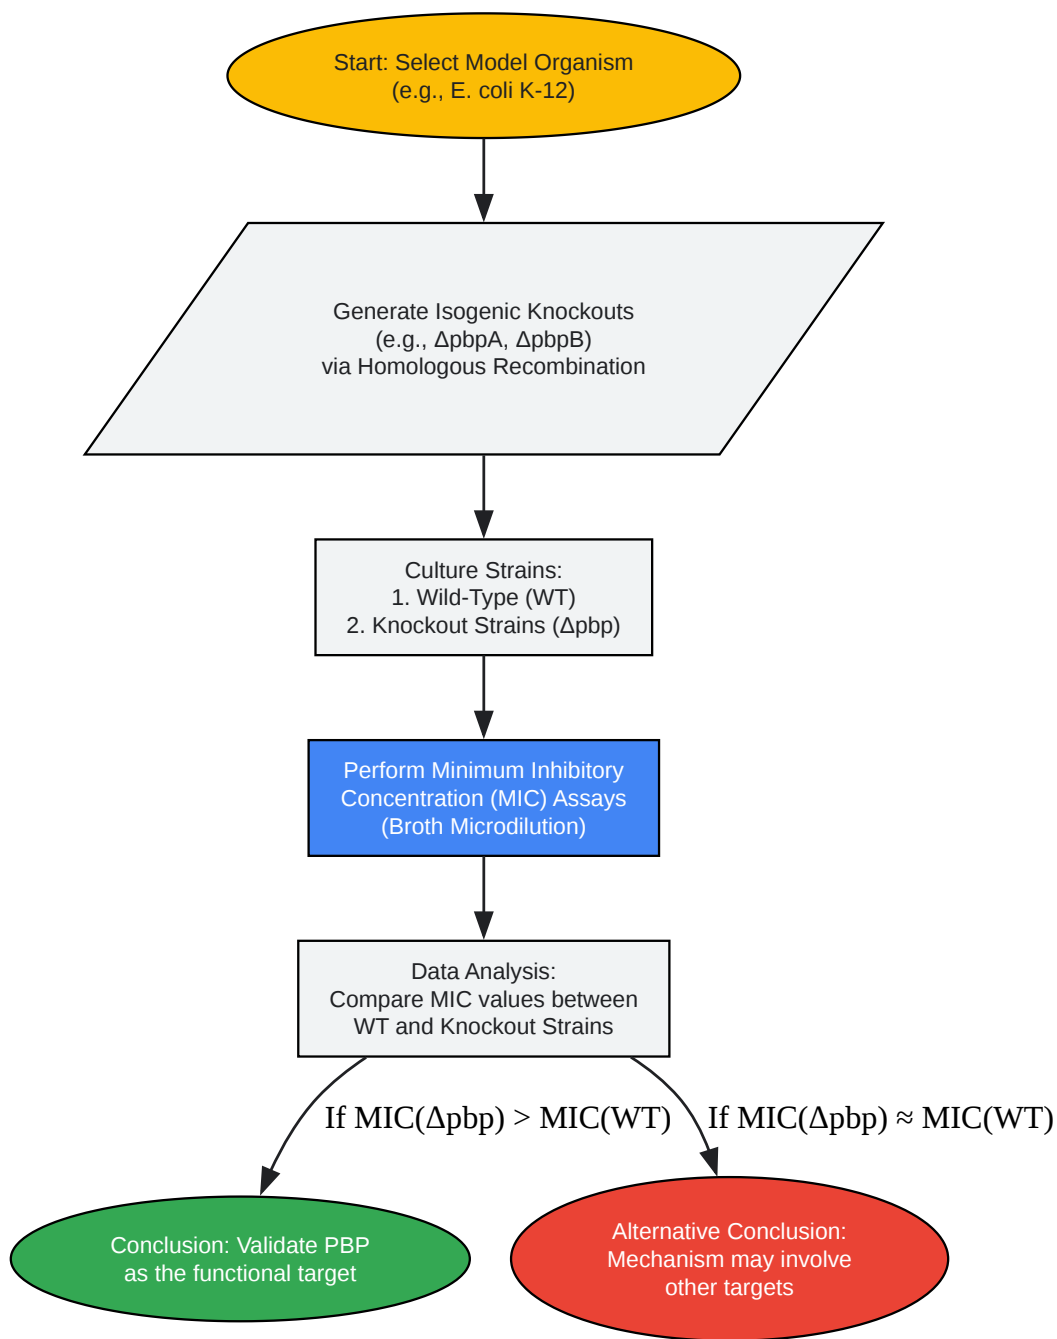 Start: Select Model Organism
(e.g., E. coli K-12)
Generate Isogenic Knockouts
(e.g., ΔpbpA, ΔpbpB)
via Homologous Recombination
Culture Strains:
1. Wild-Type (WT)
2. Knockout Strains (Δpbp)
Perform Minimum Inhibitory
Concentration (MIC) Assays
(Broth Microdilution)
Data Analysis:
Compare MIC values between
WT and Knockout Strains
If MIC(Δpbp) > MIC(WT)
If MIC(Δpbp) ≈ MIC(WT)
Conclusion: Validate PBP
as the functional target
Alternative Conclusion:
Mechanism may involve
other targets